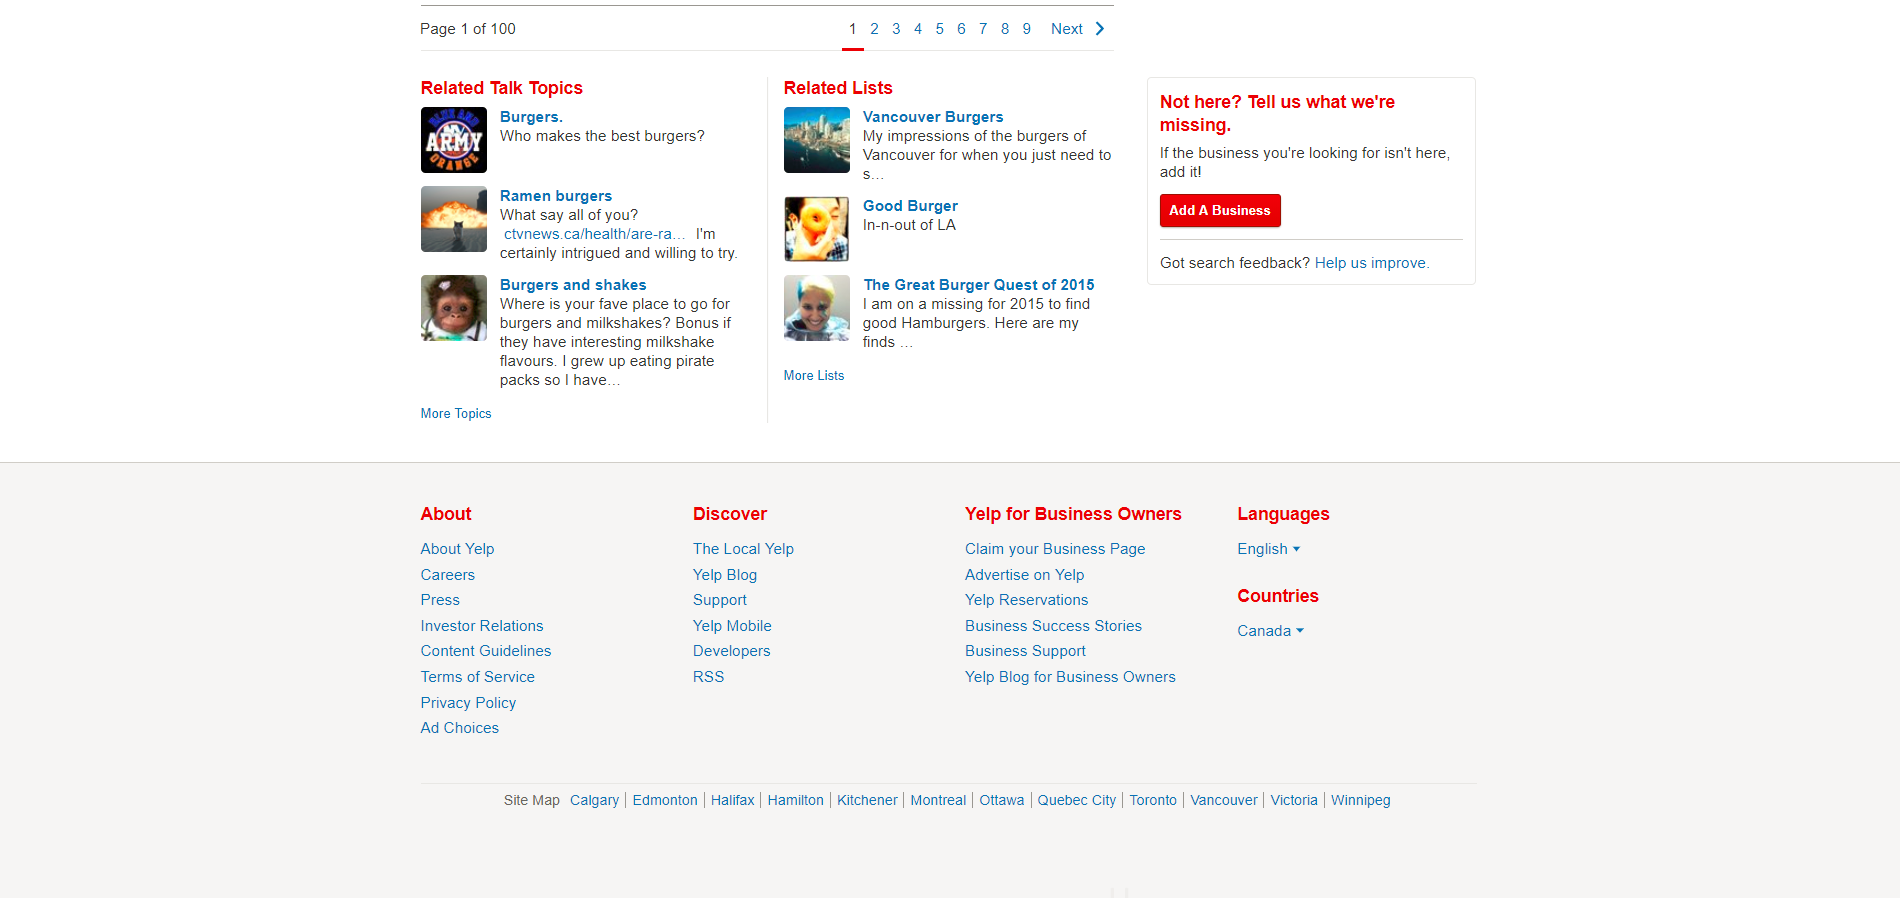 Page 1 of 100
1 2 3 4 5 6 7 8 9 Next
Related Talk Topics
BLUE AND
MY
ARMY
ORANGE
Burgers.
Who makes the best burgers?
Ramen burgers
What say all of you?
ctvnews.ca/health/are-ra… I'm
certainly intrigued and willing to try.
Burgers and shakes
Where is your fave place to go for
burgers and milkshakes? Bonus if
they have interesting milkshake
flavours. I grew up eating pirate
packs so I have…
More Topics
Related Lists
Vancouver Burgers
My impressions of the burgers of
Vancouver for when you just need to
s…
Good Burger
In-n-out of LA
The Great Burger Quest of 2015
I am on a missing for 2015 to find
good Hamburgers. Here are my
finds …
More Lists
Not here? Tell us what we're
missing.
If the business you're looking for isn't here,
add it!
Add A Business
Got search feedback? Help us improve.
About
About Yelp
Careers
Press
Investor Relations
Content Guidelines
Terms of Service
Privacy Policy
Ad Choices
Discover
The Local Yelp
Yelp Blog
Support
Yelp Mobile
Developers
RSS
Yelp for Business Owners
Claim your Business Page
Advertise on Yelp
Yelp Reservations
Business Success Stories
Business Support
Yelp Blog for Business Owners
Languages
English
Countries
Canada
Site Map Calgary Edmonton Halifax Hamilton Kitchener Montreal Ottawa Quebec City Toronto Vancouver Victoria Winnipeg